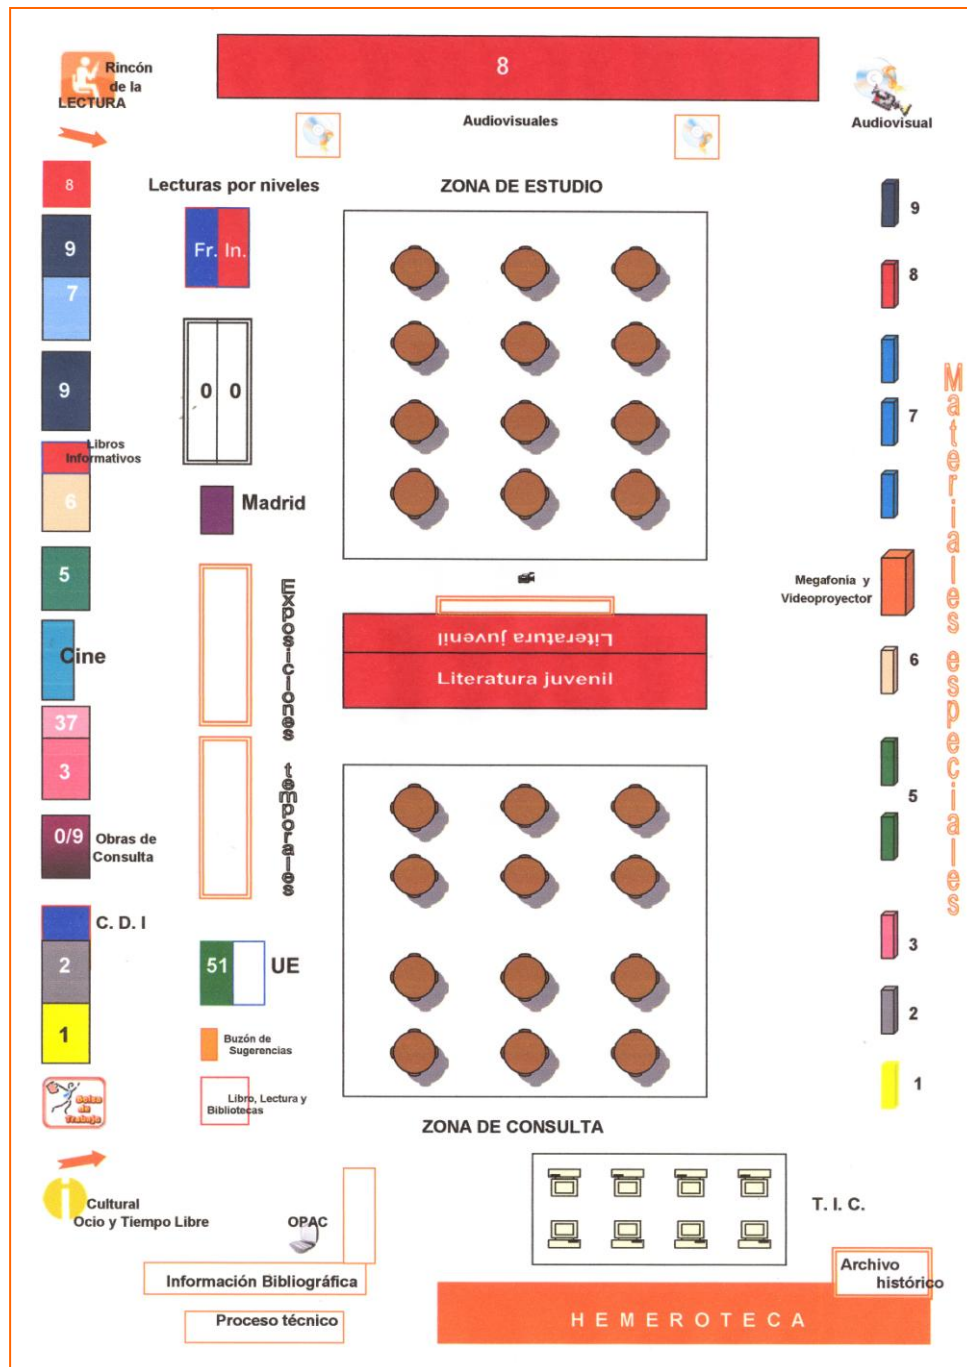 8
Rincón
de la
LECTURA
Audiovisuales
Audiovisual
8
Lecturas por niveles
ZONA DE ESTUDIO
Fr. In.
9
9
7
8
0 0
9
7
Libros
Informativos
6
Madrid
5
Exposiciones temporales
Megafonía y
Videoproyector
Materiales especiales
Literatura juvenil
Literatura juvenil
Cine
6
37
3
5
0/9
Obras de
Consulta
C. D. I
2
51
UE
3
1
2
Buzón de
Sugerencias
1
Bolsa
de
Trabajo
Libro, Lectura y
Bibliotecas
ZONA DE CONSULTA
i
Cultural
Ocio y Tiempo Libre
OPAC
T. I. C.
Información Bibliográfica
Archivo
histórico
Proceso técnico
HEMEROTECA